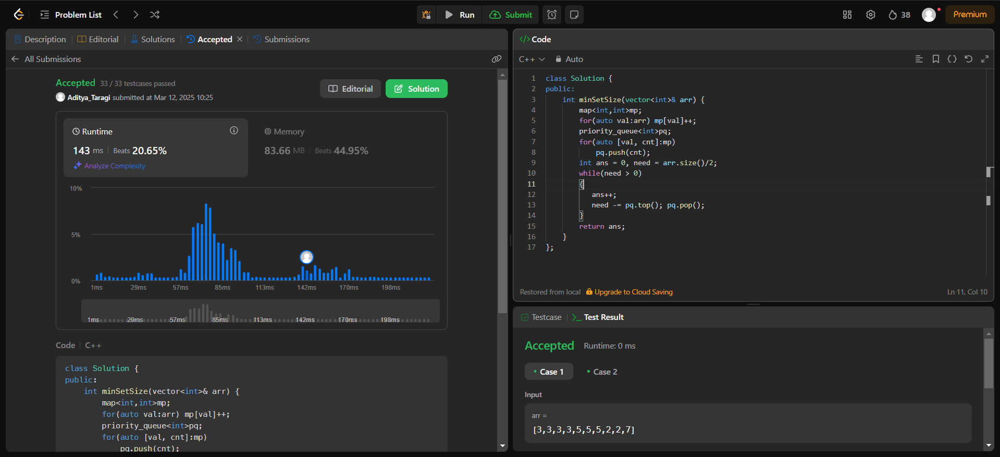 Problem List
Run
Submit
38
Premium
Description
Editorial
Solutions
Accepted
Submissions
All Submissions
Accepted 33 / 33 testcases passed
Aditya_Taragi submitted at Mar 12, 2025 10:25
Editorial
Solution
Runtime
143 ms | Beats 20.65%
Analyze Complexity
Memory
83.66 MB | Beats 44.95%
10%
5%
0%
1ms 29ms 57ms 85ms 113ms 142ms 170ms 198ms
1ms 29ms 57ms 85ms 113ms 142ms 170ms 198ms
Code | C++
class Solution {
public:
    int minSetSize(vector<int>& arr) {
        map<int,int>mp;
        for(auto val:arr) mp[val]++;
        priority_queue<int>pq;
        for(auto [val, cnt]:mp)
            pq.push(cnt);
</> Code
C++
Auto
1 class Solution {
2 public:
3     int minSetSize(vector<int>& arr) {
4         map<int,int>mp;
5         for(auto val:arr) mp[val]++;
6         priority_queue<int>pq;
7         for(auto [val, cnt]:mp)
8             pq.push(cnt);
9         int ans = 0, need = arr.size()/2;
10         while(need > 0)
11         {
12            ans++;
13            need -= pq.top(); pq.pop();
14         }
15         return ans;
16     }
17 };
Restored from local
Upgrade to Cloud Saving
Ln 11, Col 10
Testcase
Test Result
Accepted Runtime: 0 ms
Case 1
Case 2
Input
arr =
[3,3,3,3,5,5,5,2,2,7]